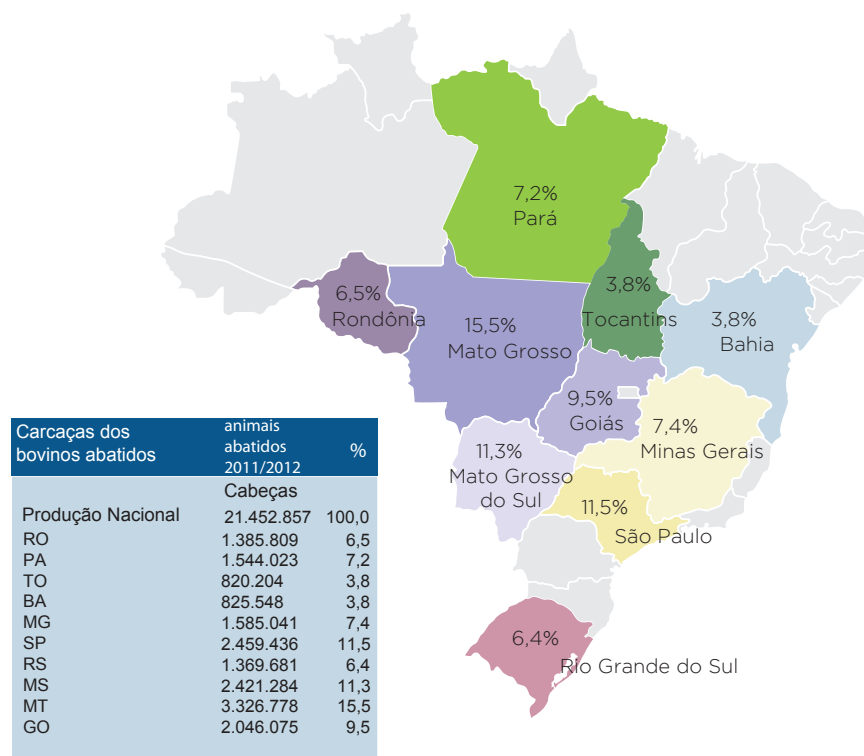 7,2%
Pará
3,8%
Tocantins
6,5%
Rondônia
15,5%
Mato Grosso
3,8%
Bahia
9,5%
Goiás
7,4%
Minas Gerais
11,3%
Mato Grosso
do Sul
11,5%
São Paulo
6,4%
Rio Grande do Sul
Carcaças dos
bovinos abatidos
animais
abatidos
2011/2012
%
Cabeças
Produção Nacional 21.452.857 100,0
RO 1.385.809 6,5
PA 1.544.023 7,2
TO 820.204 3,8
BA 825.548 3,8
MG 1.585.041 7,4
SP 2.459.436 11,5
RS 1.369.681 6,4
MS 2.421.284 11,3
MT 3.326.778 15,5
GO 2.046.075 9,5